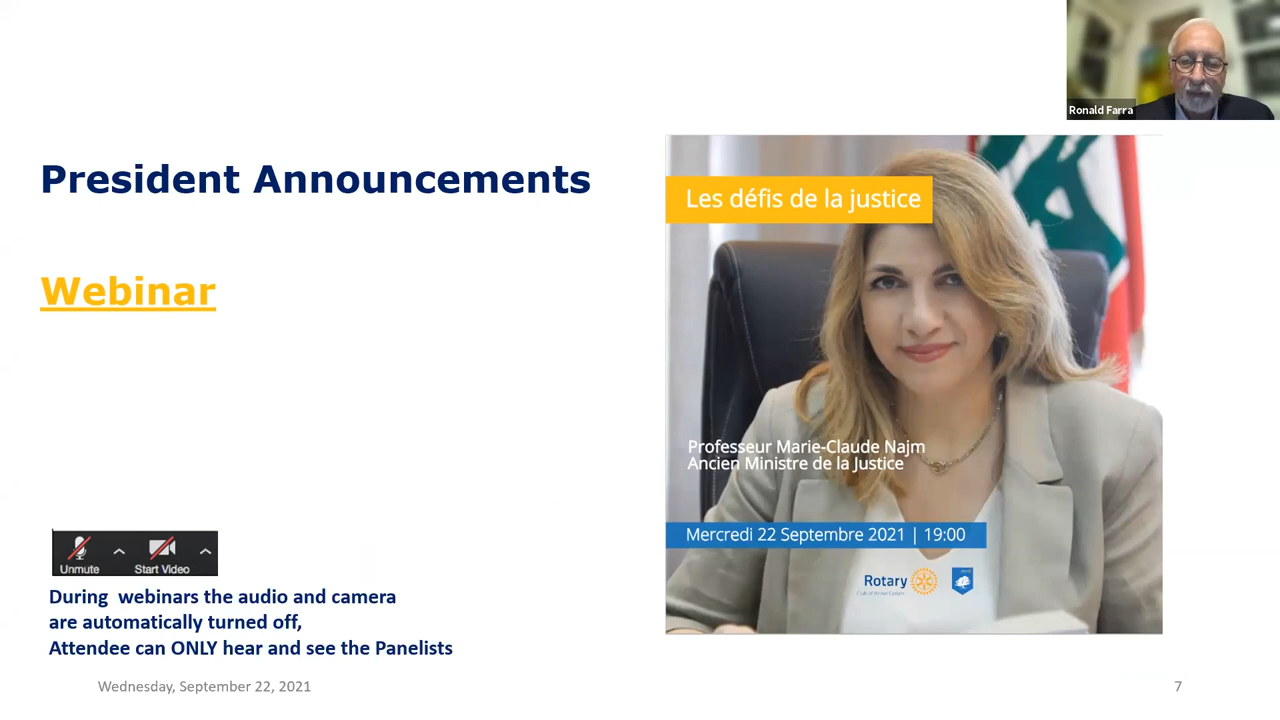 Ronald Farra
President Announcements
Webinar
Les défis de la justice
Professeur Marie-Claude Najm
Ancien Ministre de la Justice
Mercredi 22 Septembre 2021 | 19:00
Rotary
Unmute
Start Video
During webinars the audio and camera
are automatically turned off,
Attendee can ONLY hear and see the Panelists
Wednesday, September 22, 2021
7